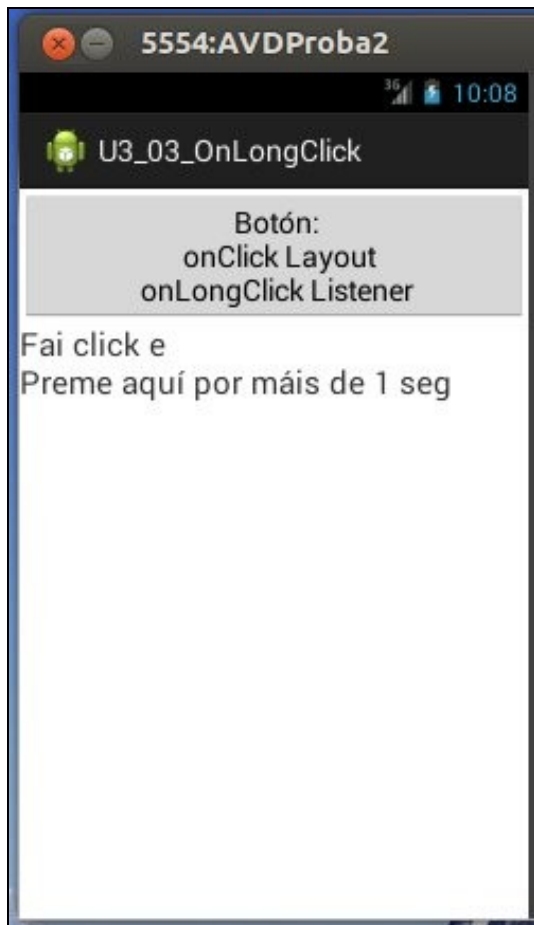 5554:AVDProba2
36 10:08
U3_03_OnLongClick
Botón:
onClick Layout
onLongClick Listener
Fai click e
Preme aquí por máis de 1 seg